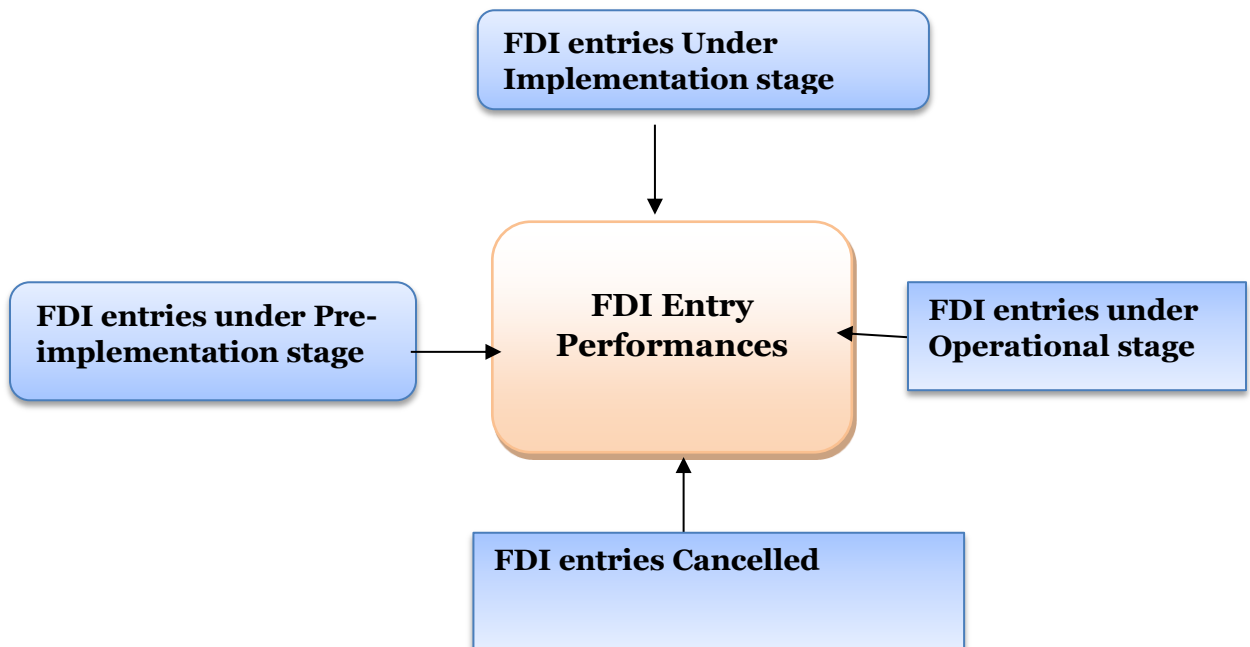 FDI entries Under
Implementation stage
FDI entries under Pre-
implementation stage
FDI Entry
Performances
FDI entries under
Operational stage
FDI entries Cancelled